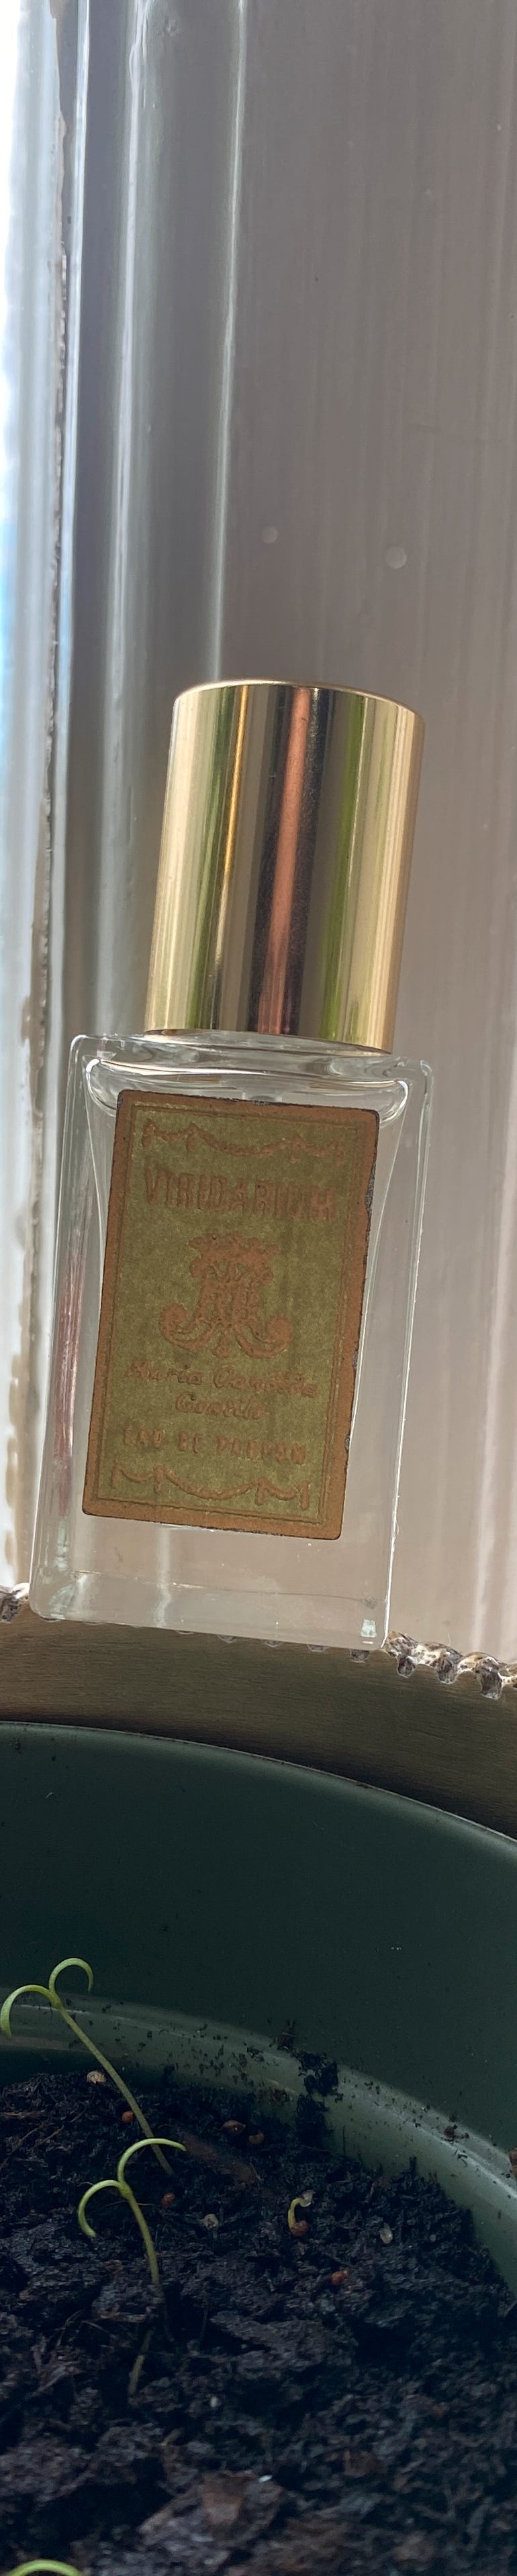 VIRIDARIUM
Maria Candida
Gentile
EAU DE PARFUM